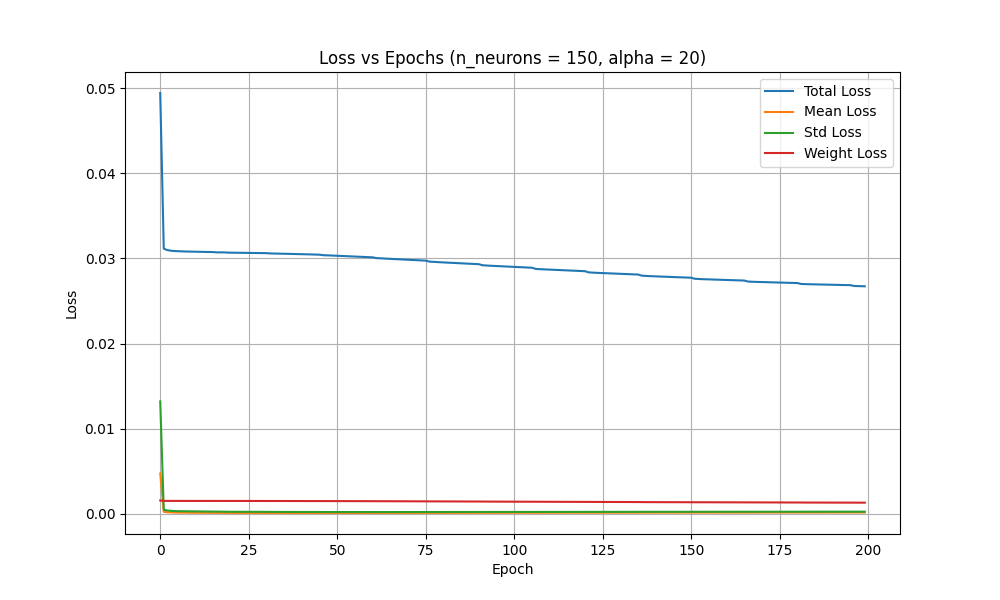 Loss vs Epochs (n_neurons = 150, alpha = 20)
Total Loss
Mean Loss
Std Loss
Weight Loss
Loss
0.05
0.04
0.03
0.02
0.01
0.00
0 25 50 75 100 125 150 175 200
Epoch